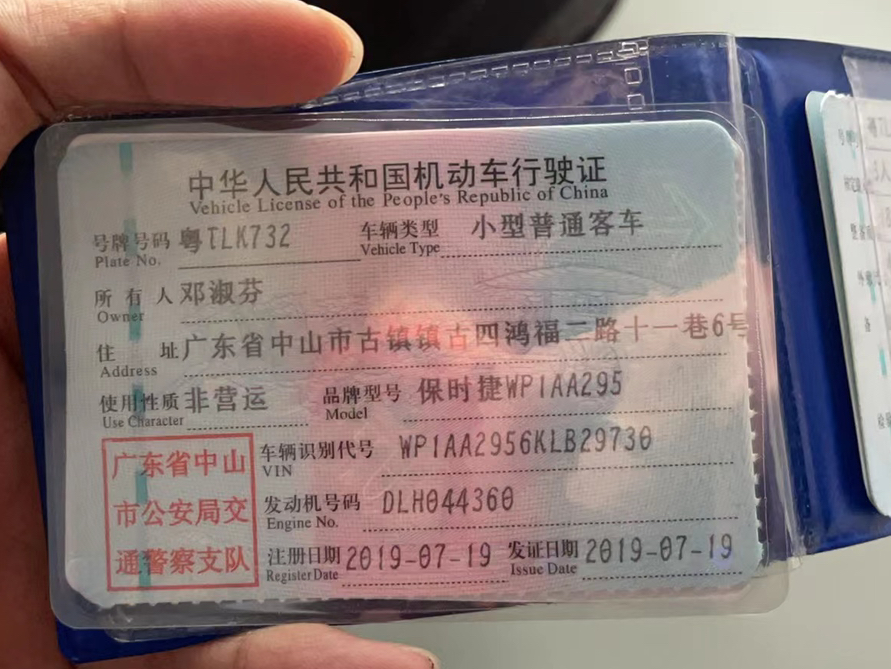 中华人民共和国机动车行驶证
Vehicle License of the People's Republic of China
号牌号码 粤TLK732 车辆类型 小型普通客车
Plate No. Vehicle Type
所有人 邓淑芬
Owner
住址 广东省中山市古镇镇古四鸿福二路十一巷6号
Address
使用性质 非营运 品牌型号 保时捷WP1AA295
Use Character Model
广东省中山
市公安局交
通警察支队
车辆识别代号 WP1AA2956KLB29730
VIN
发动机号码 DLH044360
Engine No.
注册日期 2019-07-19 发证日期 2019-07-19
Register Date Issue Date